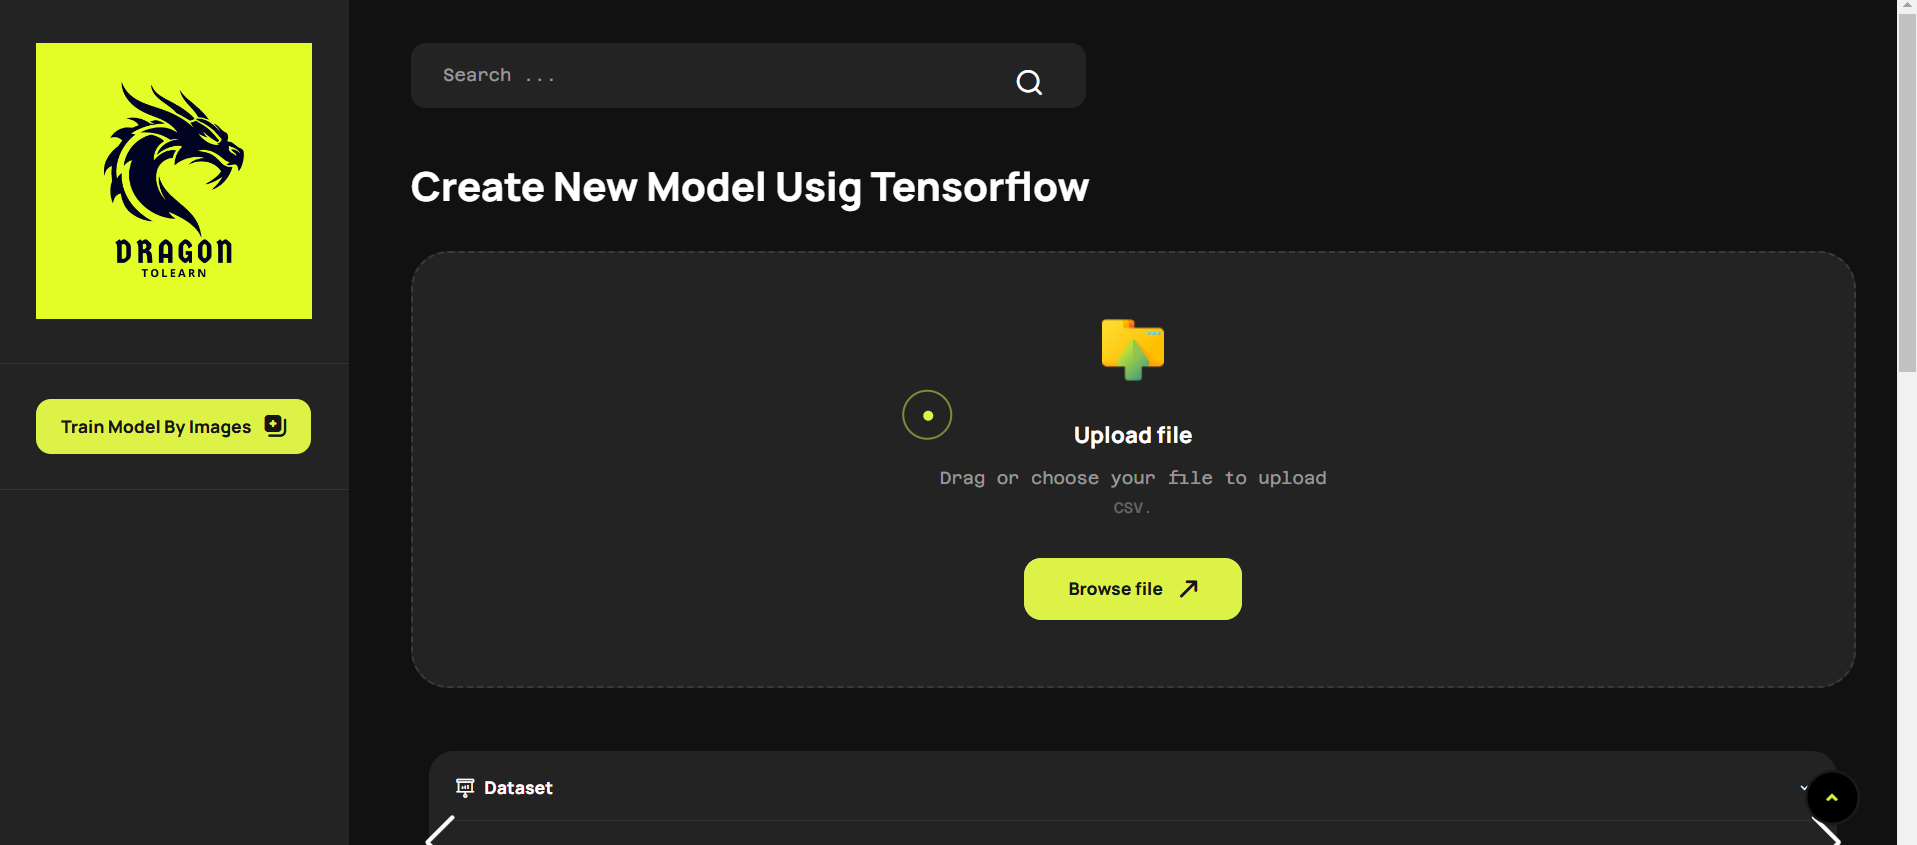 DRAGON
TOLEARN
Train Model By Images
Search ...
Create New Model Usig Tensorflow
Upload file
Drag or choose your file to upload
CSV.
Browse file
Dataset